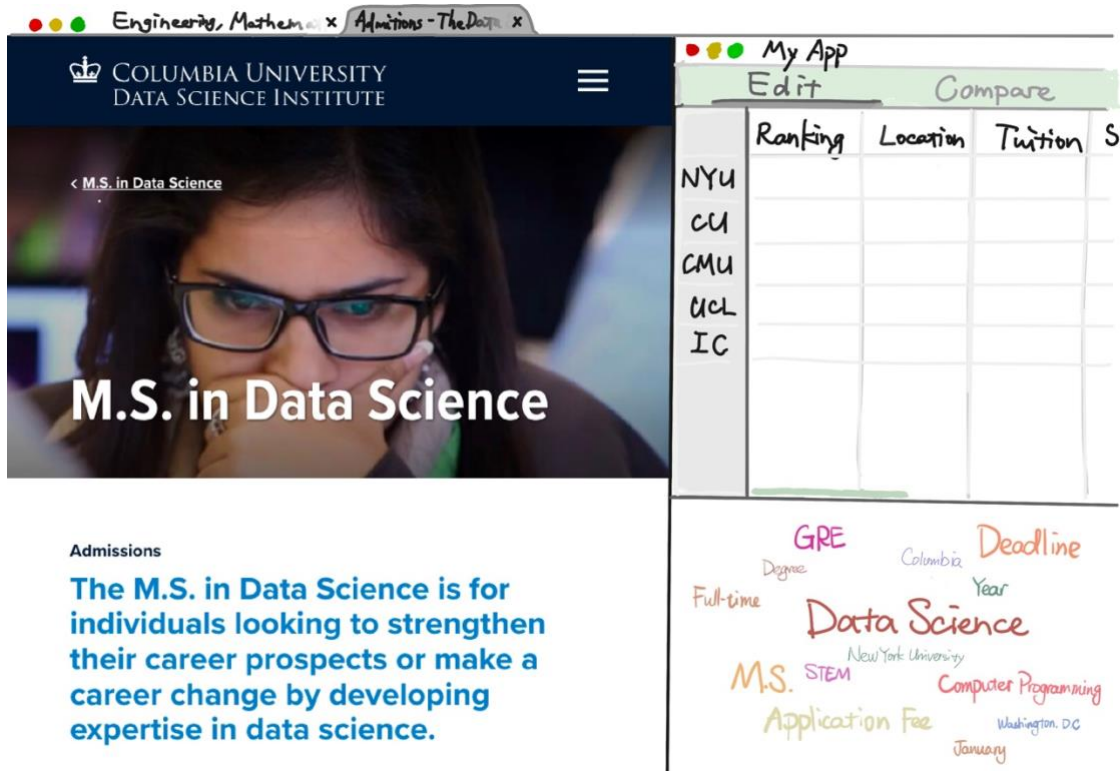 Engineering, Mathem x
Admitions - The Data x
COLUMBIA UNIVERSITY
DATA SCIENCE INSTITUTE
< M.S. in Data Science
M.S. in Data Science
Admissions
The M.S. in Data Science is for
individuals looking to strengthen
their career prospects or make a
career change by developing
expertise in data science.
My App
Edit Compare
Ranking Location Tuition S
NYU
CU
CMU
UCL
IC
GRE
Deadline
Degree
Columbia
Full-time
Year
Data Science
New York University
M.S.
STEM
Computer Programming
Application Fee
Washington. D.C
January